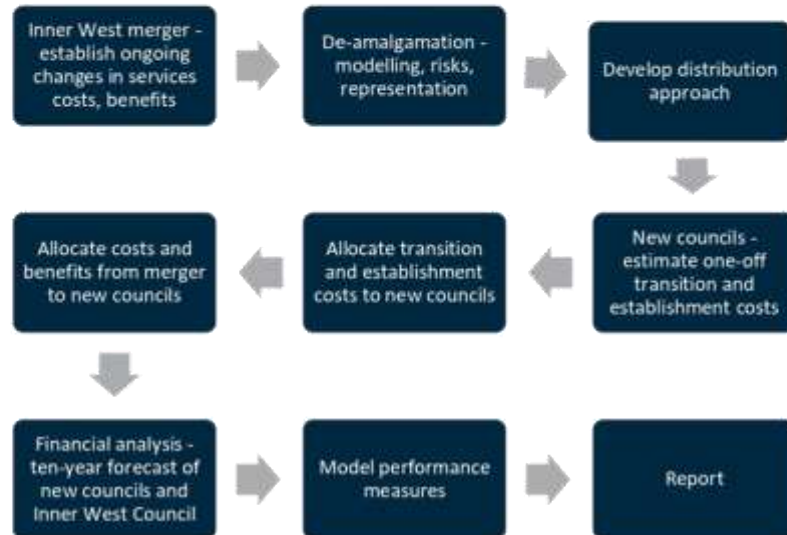 Inner West merger -
establish ongoing
changes in services
costs, benefits
De-amalgamation -
modelling, risks,
representation
Develop distribution
approach
New councils -
estimate one-off
transition and
establishment costs
Allocate transition
and establishment
costs to new councils
Allocate costs and
benefits from merger
to new councils
Financial analysis -
ten-year forecast of
new councils and
Inner West Council
Model performance
measures
Report